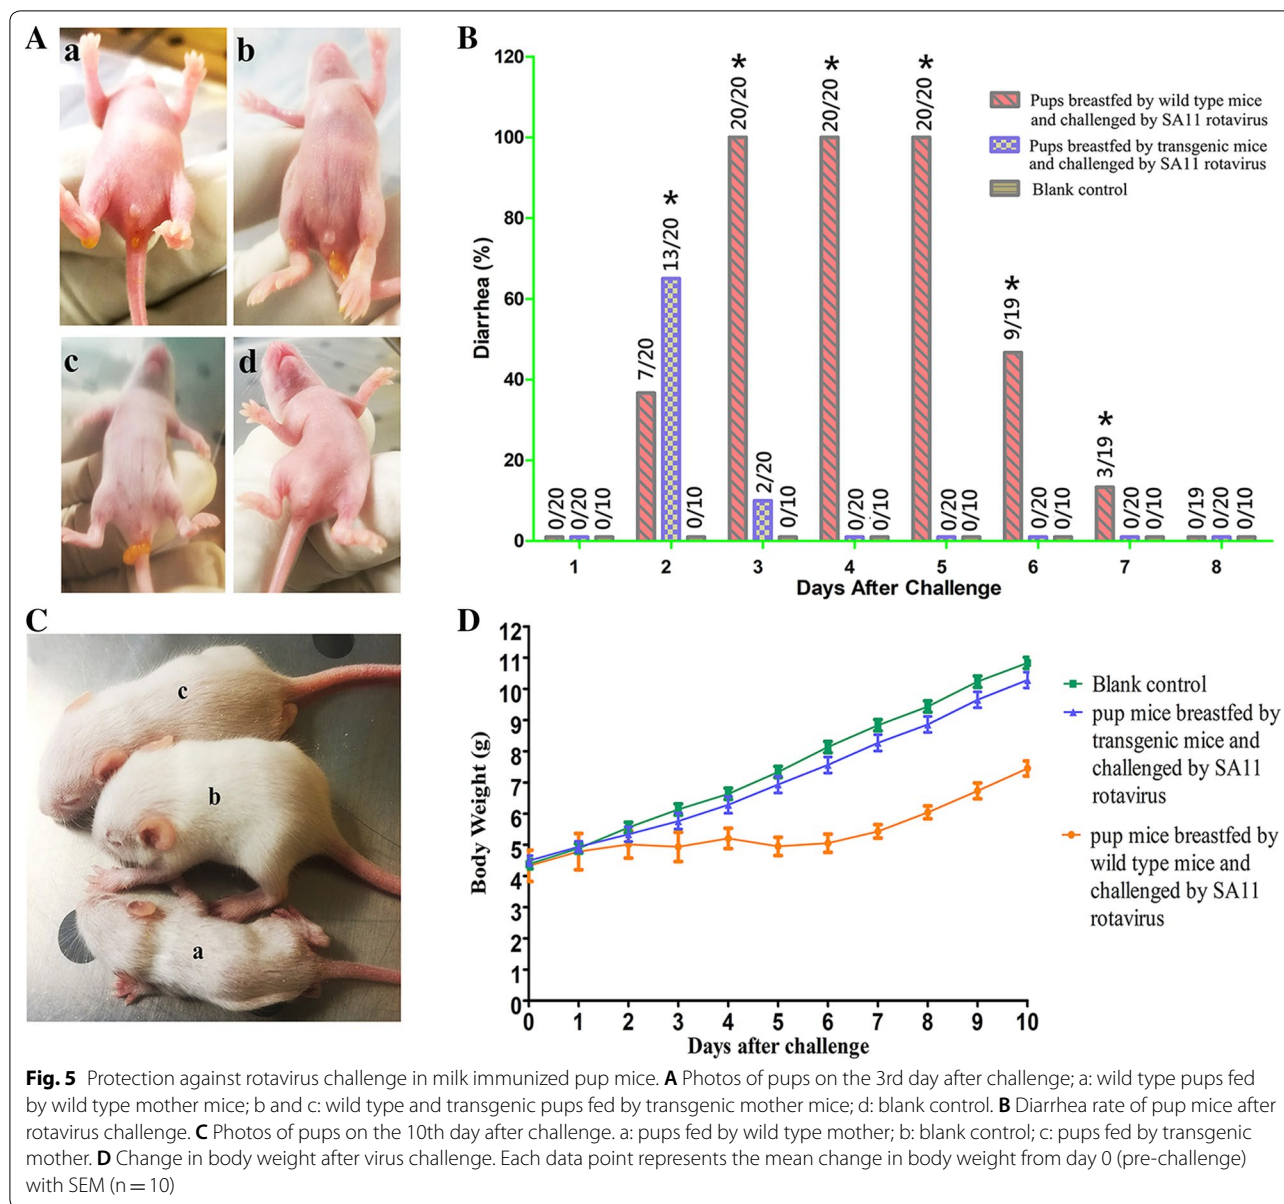 A
a
b
c
d
B
120
100
80
60
40
20
0
Diarrhea (%)
0/20
0/20
0/10
7/20
13/20
*
0/10
20/20
*
2/20
0/10
20/20
*
0/20
0/10
20/20
*
0/20
0/10
9/19
*
0/20
0/10
3/19
*
0/20
0/10
0/19
0/20
0/10
1 2 3 4 5 6 7 8
Days After Challenge
Pups breastfed by wild type mice
and challenged by SA11 rotavirus
Pups breastfed by transgenic mice
and challenged by SA11 rotavirus
Blank control
C
c
b
a
D
12
11
10
9
8
7
6
5
4
3
2
1
0
Body Weight (g)
0 1 2 3 4 5 6 7 8 9 10
Days after challenge
Blank control
pup mice breastfed by
transgenic mice and
challenged by SA11
rotavirus
pup mice breastfed by
wild type mice and
challenged by SA11
rotavirus
Fig. 5 Protection against rotavirus challenge in milk immunized pup mice. A Photos of pups on the 3rd day after challenge; a: wild type pups fed
by wild type mother mice; b and c: wild type and transgenic pups fed by transgenic mother mice; d: blank control. B Diarrhea rate of pup mice after
rotavirus challenge. C Photos of pups on the 10th day after challenge. a: pups fed by wild type mother; b: blank control; c: pups fed by transgenic
mother. D Change in body weight after virus challenge. Each data point represents the mean change in body weight from day 0 (pre-challenge)
with SEM (n = 10)